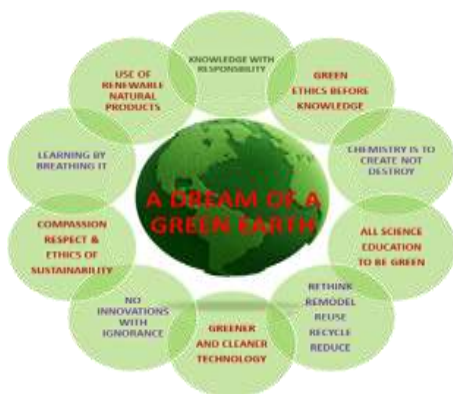 KNOWLEDGE WITH
RESPONSIBILITY
GREEN
ETHICS BEFORE
KNOWLEDGE
'CHEMISTRY IS TO
CREATE NOT
DESTROY
ALL SCIENCE
EDUCATION
TO BE GREEN
RETHINK
REMODEL
REUSE
RECYCLE
REDUCE
GREENER
AND CLEANER
TECHNOLOGY
NO
INNOVATIONS
WITH
IGNORANCE
COMPASSION
RESPECT &
ETHICS OF
SUSTAINABILITY
LEARNING BY
BREATHING IT
USE OF
RENEWABLE
NATURAL
PRODUCTS
A DREAM OF A
GREEN EARTH